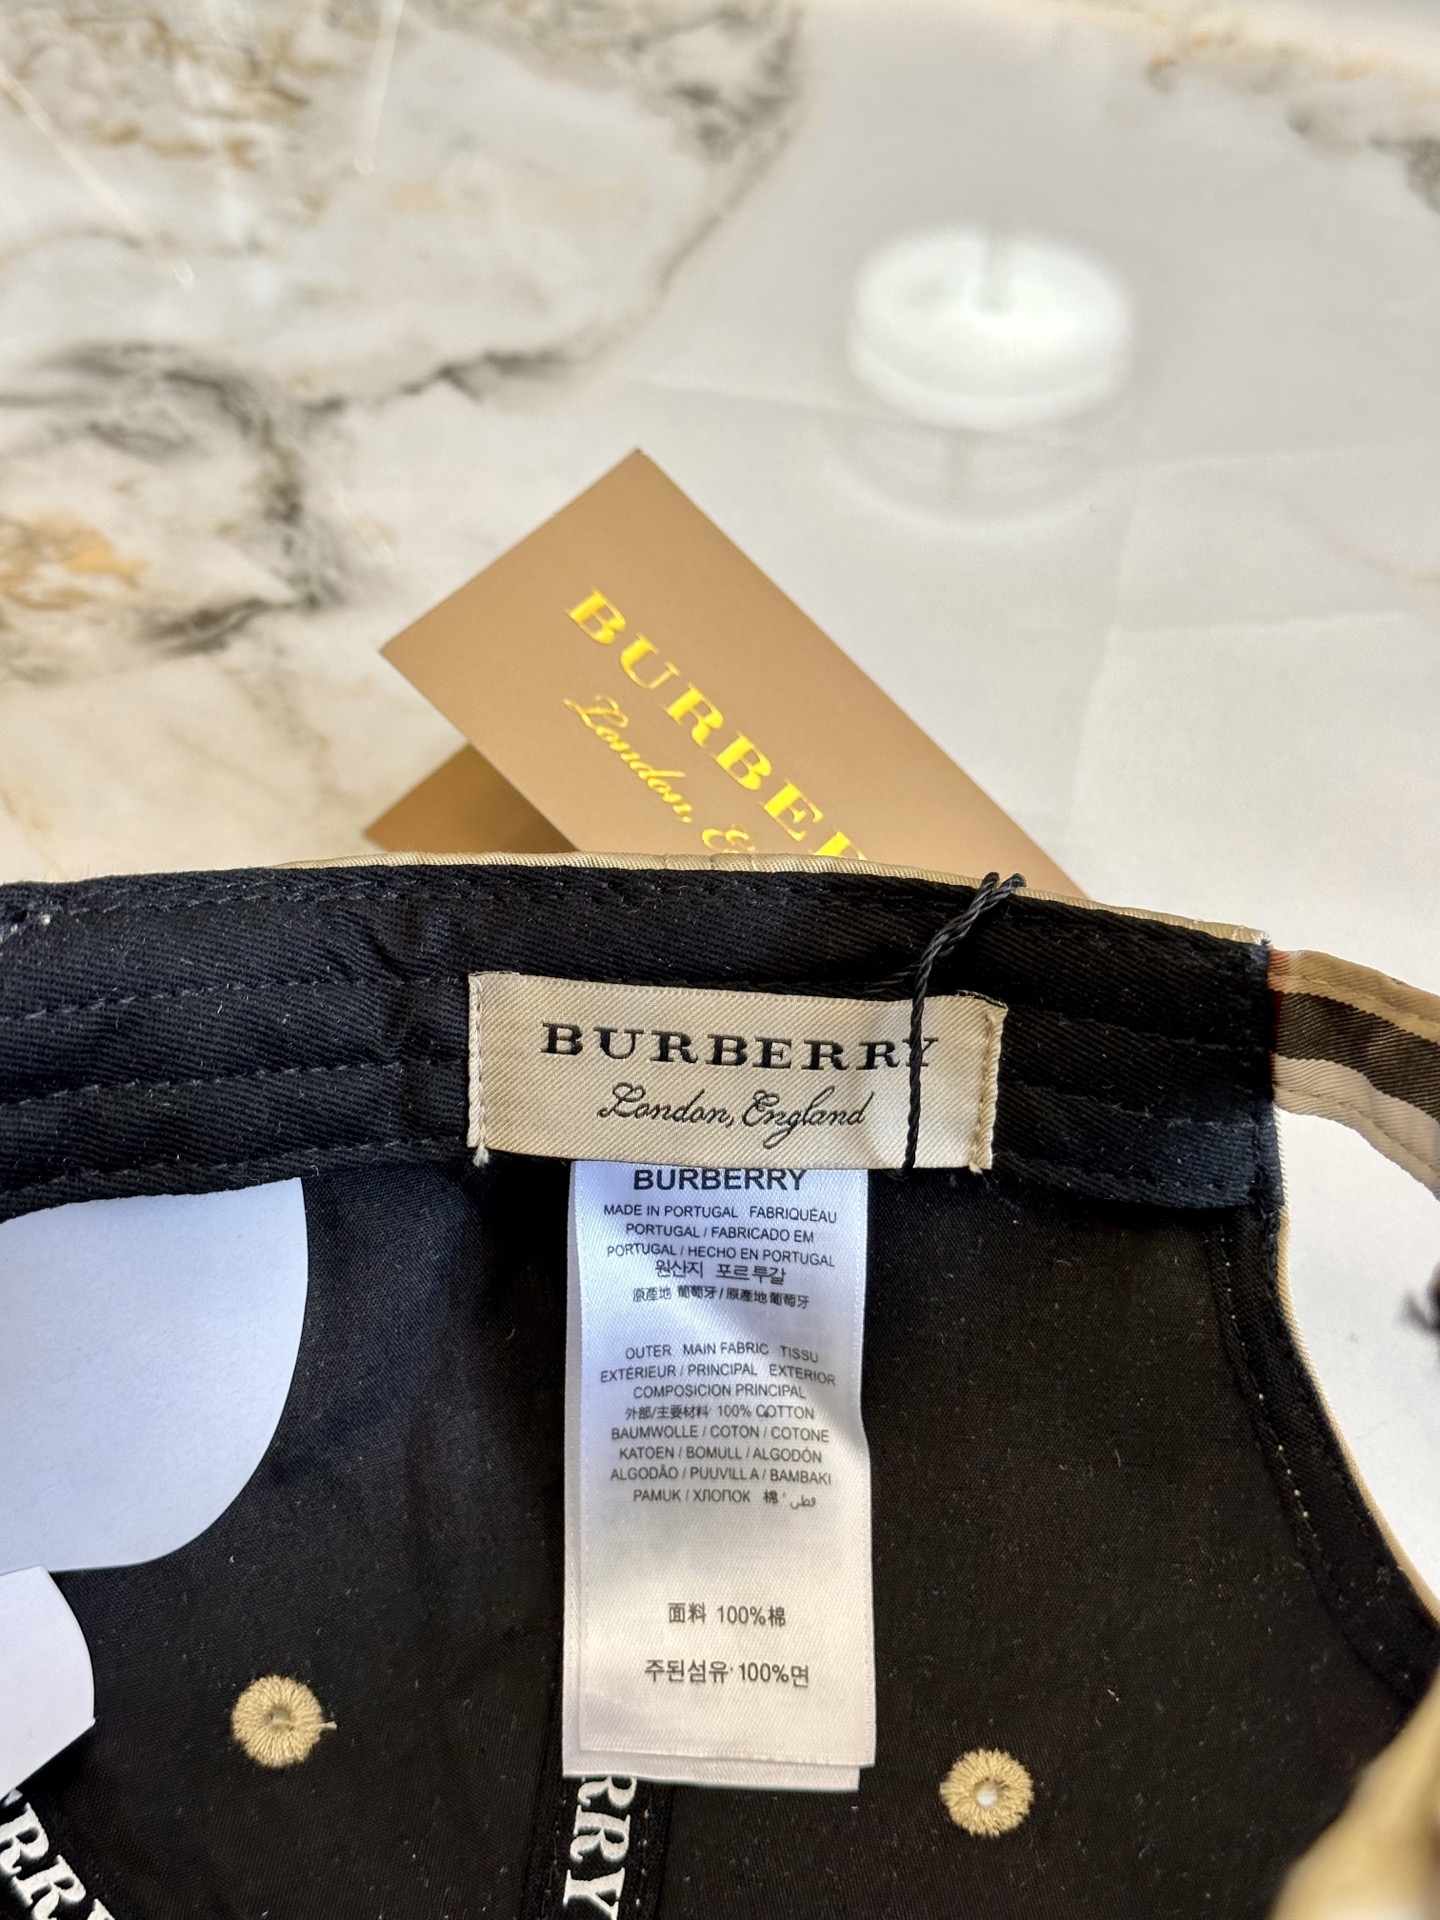 BURBER
London, E
BURBERRY
London, England
BURBERRY
MADE IN PORTUGAL FABRIQUÉAU
PORTUGAL / FABRICADO EM
PORTUGAL / HECHO EN PORTUGAL
원산지 포르투갈
原產地 葡萄牙 / 原産地葡萄牙
OUTER MAIN FABRIC TISSU
EXTÉRIEUR / PRINCIPAL EXTERIOR
COMPOSICION PRINCIPAL
外部/主要材料 100% COTTON
BAUMWOLLE / COTON / COTONE
KATOEN / BOMULL / ALGODÓN
ALGODÃO / PUUVILLA / BAMBAKI
PAMUK / ХЛОПОК 棉 قطن
面料 100%棉
주된섬유 100%면
RRY
RRY